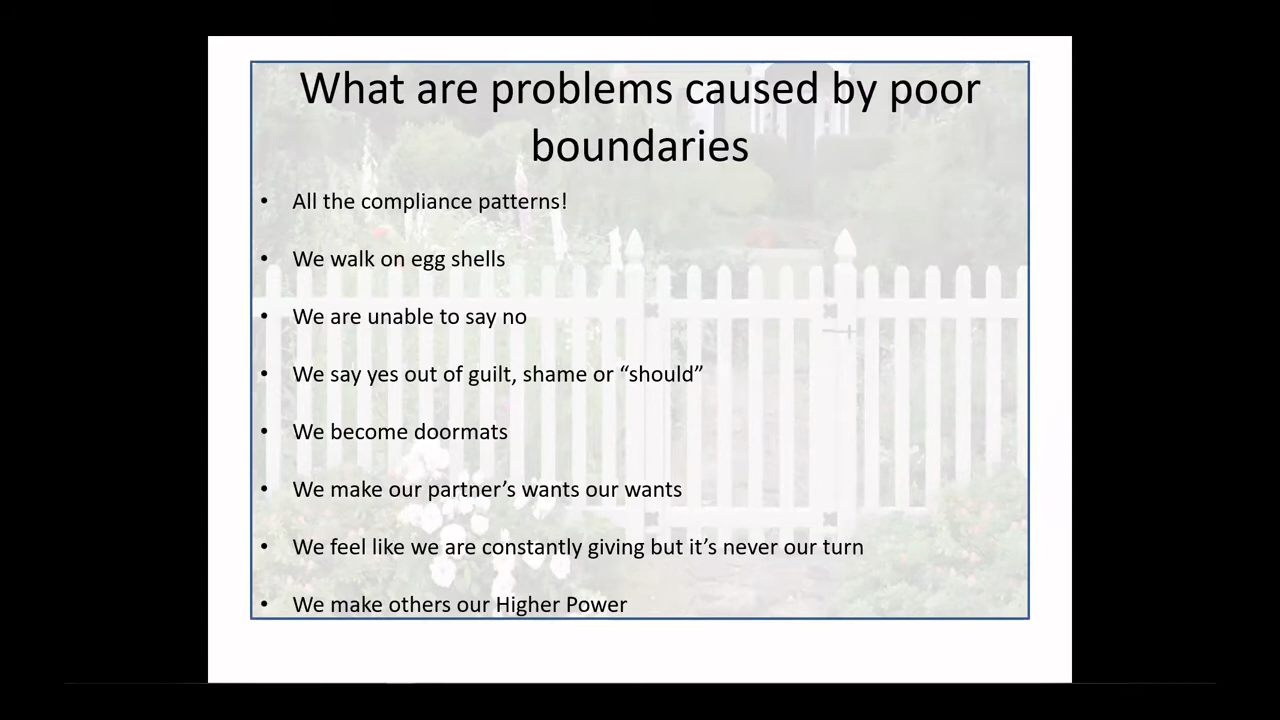 What are problems caused by poor
boundaries
• All the compliance patterns!
• We walk on egg shells
• We are unable to say no
• We say yes out of guilt, shame or “should”
• We become doormats
• We make our partner’s wants our wants
• We feel like we are constantly giving but it’s never our turn
• We make others our Higher Power